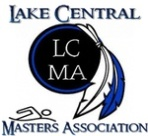 LAKE CENTRAL
LC
MA
MASTERS ASSOCIATION